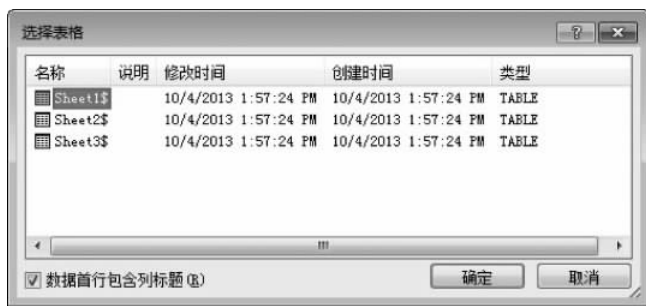 选择表格
名称 说明 修改时间 创建时间 类型
Sheet1$ 10/4/2013 1:57:24 PM 10/4/2013 1:57:24 PM TABLE
Sheet2$ 10/4/2013 1:57:24 PM 10/4/2013 1:57:24 PM TABLE
Sheet3$ 10/4/2013 1:57:24 PM 10/4/2013 1:57:24 PM TABLE
数据首行包含列标题(R) 确定 取消